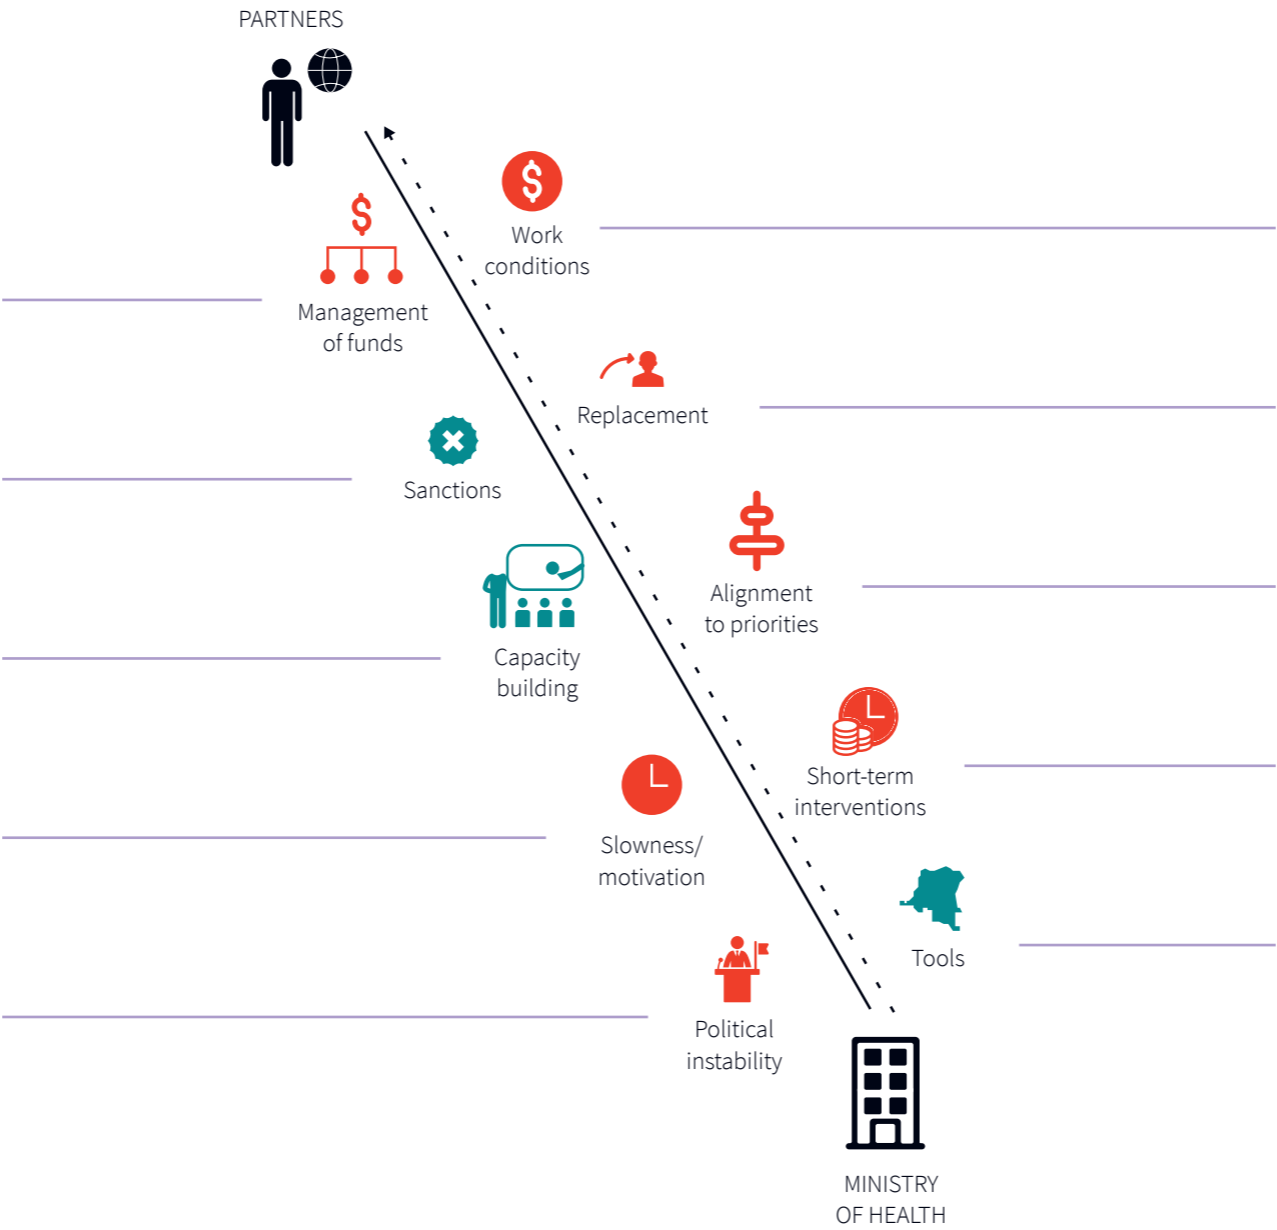 PARTNERS
Work
conditions
Management
of funds
Replacement
Sanctions
Alignment
to priorities
Capacity
building
Short-term
interventions
Slowness/
motivation
Tools
Political
instability
MINISTRY
OF HEALTH